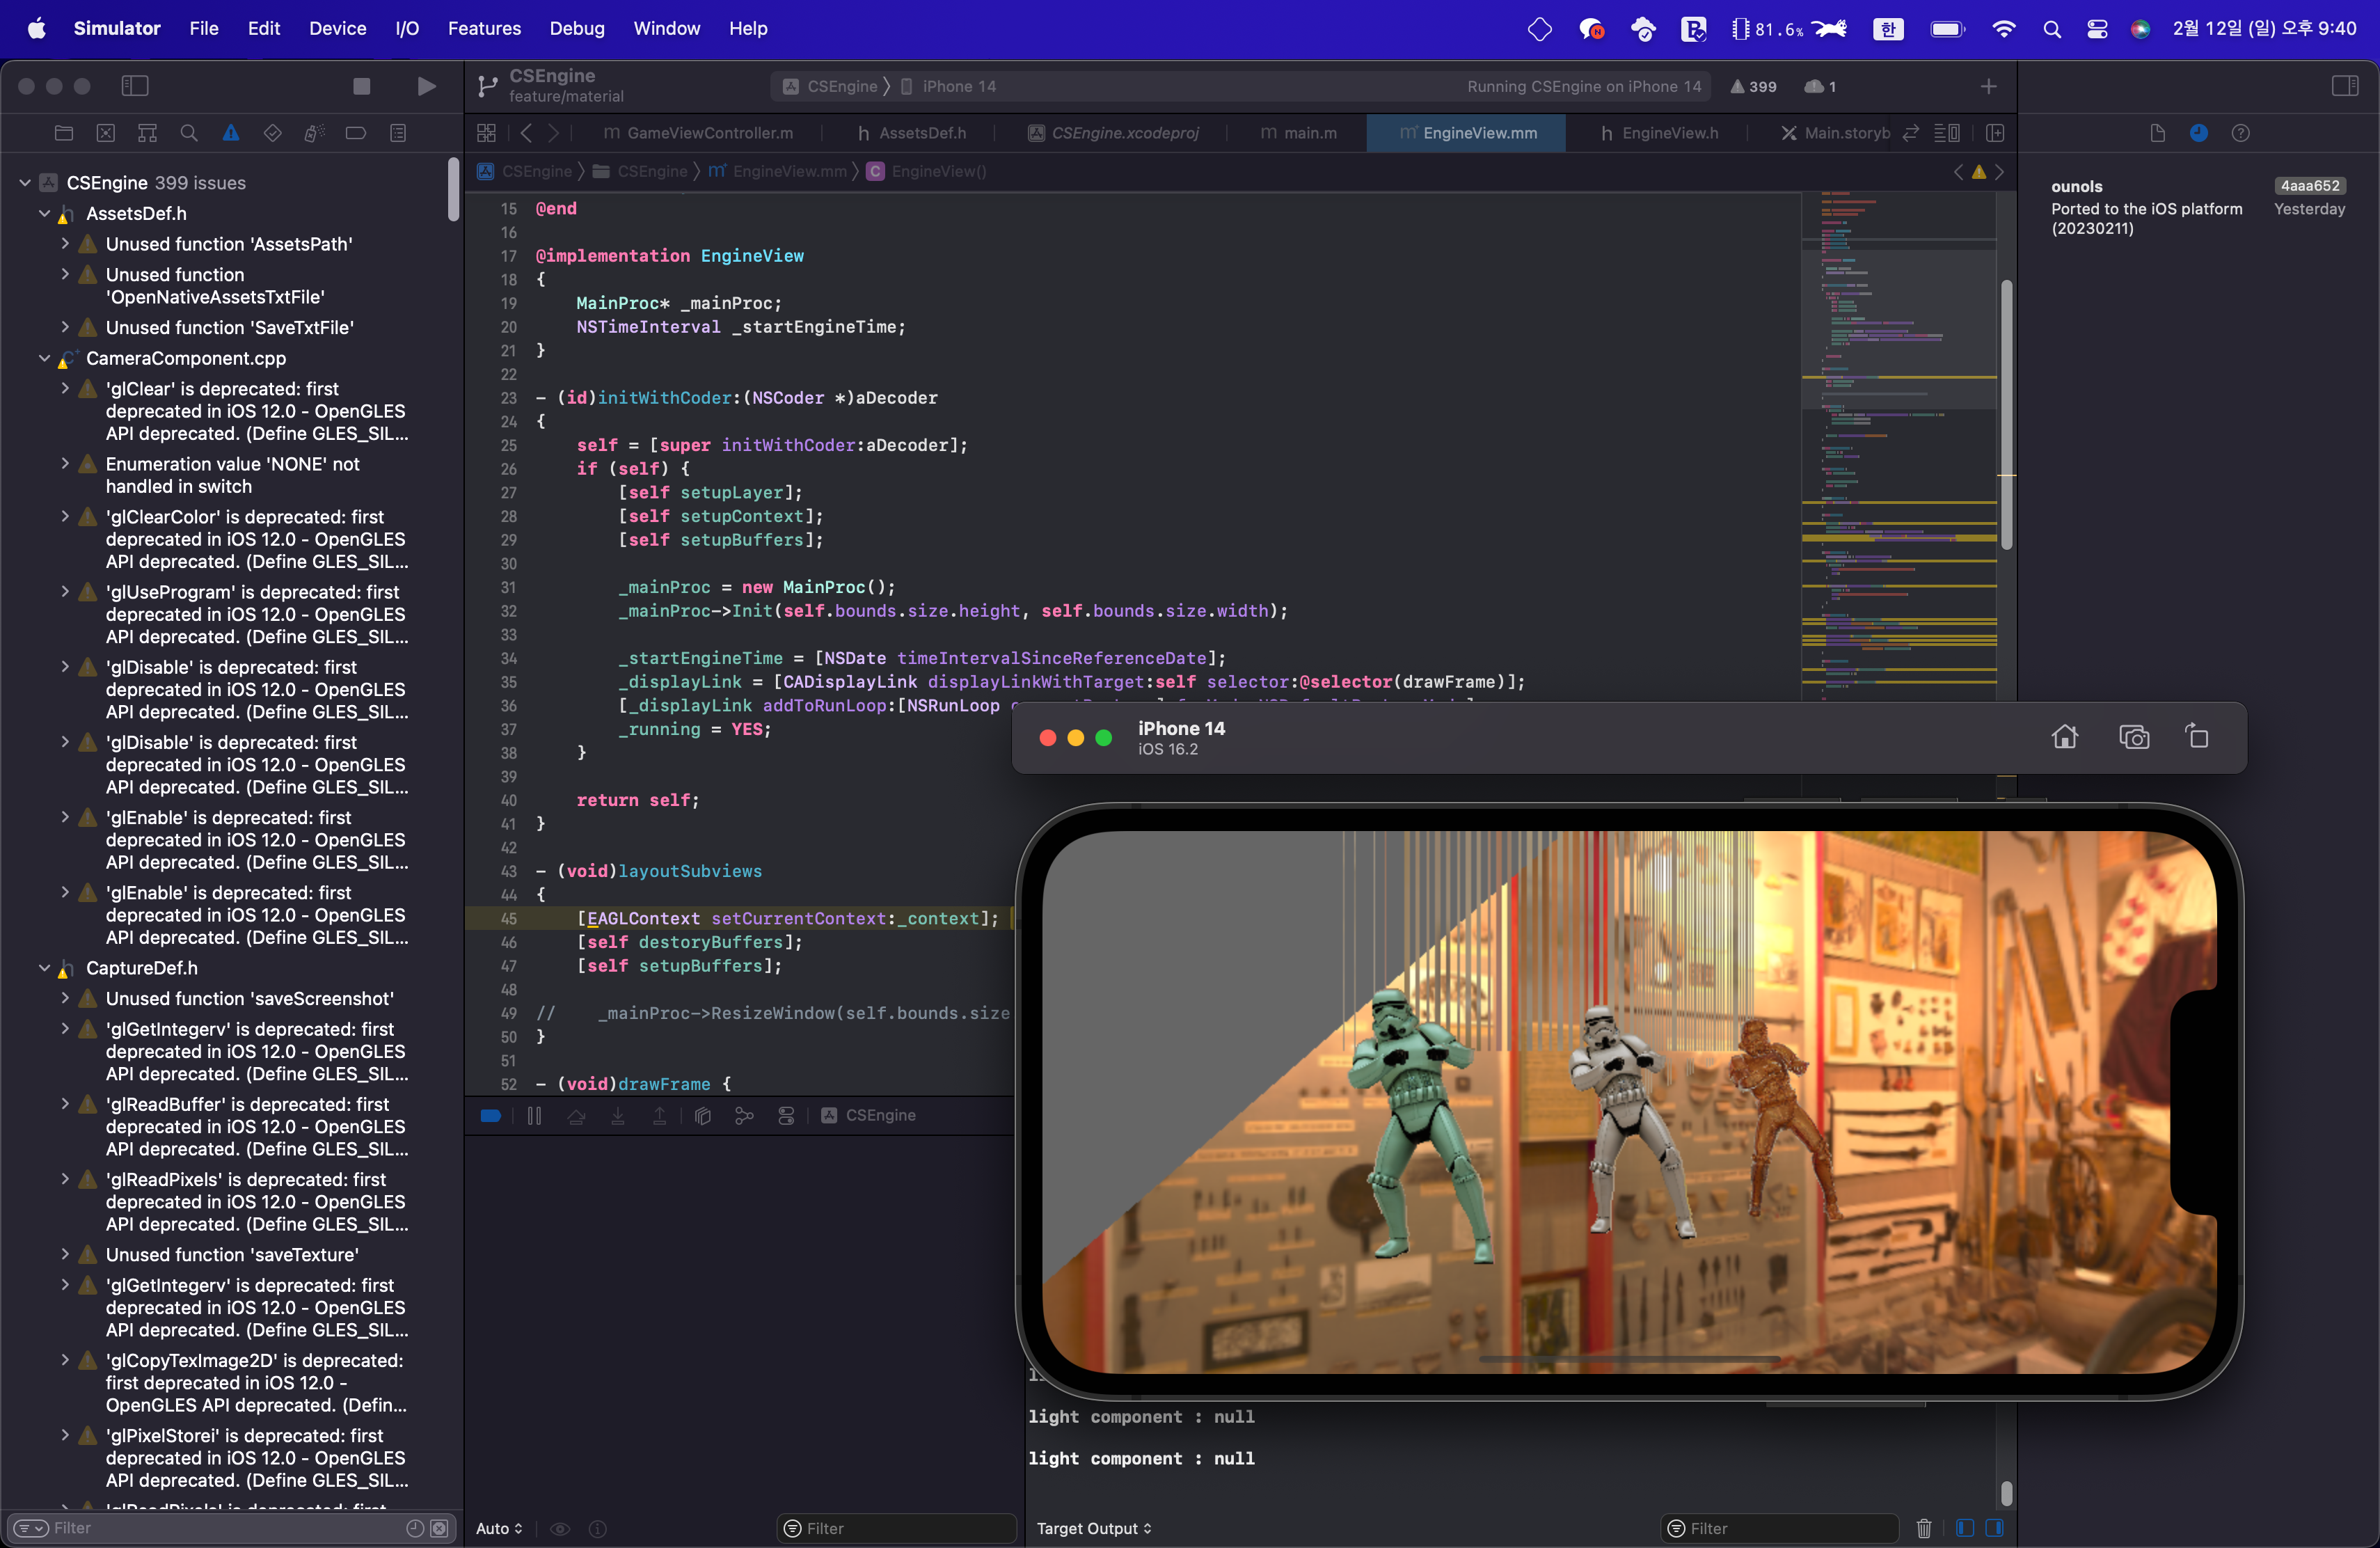 Simulator File Edit Device I/O Features Debug Window Help
81.6% 한 2월 12일 (일) 오후 9:40
CSEngine
feature/material
CSEngine 〉 iPhone 14
Running CSEngine on iPhone 14
399
1
GameViewController.m
AssetsDef.h
CSEngine.xcodeproj
main.m
EngineView.mm
EngineView.h
Main.storyb
CSEngine 〉 CSEngine 〉 EngineView.mm 〉 C EngineView()
CSEngine 399 issues
AssetsDef.h
Unused function 'AssetsPath'
Unused function
'OpenNativeAssetsTxtFile'
Unused function 'SaveTxtFile'
CameraComponent.cpp
'glClear' is deprecated: first
deprecated in iOS 12.0 - OpenGLES
API deprecated. (Define GLES_SIL...
Enumeration value 'NONE' not
handled in switch
'glClearColor' is deprecated: first
deprecated in iOS 12.0 - OpenGLES
API deprecated. (Define GLES_SIL...
'glUseProgram' is deprecated: first
deprecated in iOS 12.0 - OpenGLES
API deprecated. (Define GLES_SIL...
'glDisable' is deprecated: first
deprecated in iOS 12.0 - OpenGLES
API deprecated. (Define GLES_SIL...
'glDisable' is deprecated: first
deprecated in iOS 12.0 - OpenGLES
API deprecated. (Define GLES_SIL...
'glEnable' is deprecated: first
deprecated in iOS 12.0 - OpenGLES
API deprecated. (Define GLES_SIL...
'glEnable' is deprecated: first
deprecated in iOS 12.0 - OpenGLES
API deprecated. (Define GLES_SIL...
CaptureDef.h
Unused function 'saveScreenshot'
'glGetIntegerv' is deprecated: first
deprecated in iOS 12.0 - OpenGLES
API deprecated. (Define GLES_SIL...
'glReadBuffer' is deprecated: first
deprecated in iOS 12.0 - OpenGLES
API deprecated. (Define GLES_SIL...
'glReadPixels' is deprecated: first
deprecated in iOS 12.0 - OpenGLES
API deprecated. (Define GLES_SIL...
Unused function 'saveTexture'
'glGetIntegerv' is deprecated: first
deprecated in iOS 12.0 - OpenGLES
API deprecated. (Define GLES_SIL...
'glCopyTexImage2D' is deprecated:
first deprecated in iOS 12.0 -
OpenGLES API deprecated. (Defin...
'glPixelStorei' is deprecated: first
deprecated in iOS 12.0 - OpenGLES
API deprecated. (Define GLES_SIL...
Filter
15 @end
16
17 @implementation EngineView
18 {
19 MainProc* _mainProc;
20 NSTimeInterval _startEngineTime;
21 }
22
23 - (id)initWithCoder:(NSCoder *)aDecoder
24 {
25 self = [super initWithCoder:aDecoder];
26 if (self) {
27 [self setupLayer];
28 [self setupContext];
29 [self setupBuffers];
30
31 _mainProc = new MainProc();
32 _mainProc->Init(self.bounds.size.height, self.bounds.size.width);
33
34 _startEngineTime = [NSDate timeIntervalSinceReferenceDate];
35 _displayLink = [CADisplayLink displayLinkWithTarget:self selector:@selector(drawFrame)];
36 [_displayLink addToRunLoop:[NSRunLoop
37 _running = YES;
38 }
39
40 return self;
41 }
42
43 - (void)layoutSubviews
44 {
45 [EAGLContext setCurrentContext:_context];
46 [self destoryBuffers];
47 [self setupBuffers];
48
49 // _mainProc->ResizeWindow(self.bounds.size
50 }
51
52 - (void)drawFrame {
CSEngine
Auto
Filter
ounols 4aaa652
Ported to the iOS platform Yesterday
(20230211)
iPhone 14
iOS 16.2
light component : null
light component : null
Target Output
Filter